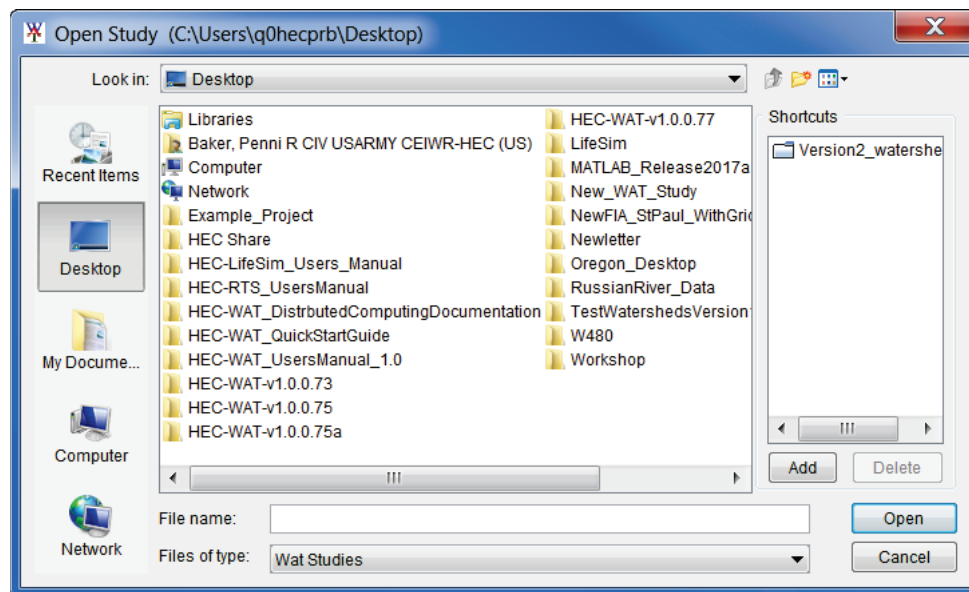 Open Study (C:\Users\q0hecprb\Desktop)
Look in:
Desktop
Recent Items
Desktop
My Docume...
Computer
Network
Libraries
Baker, Penni R CIV USARMY CEIWR-HEC (US)
Computer
Network
Example_Project
HEC Share
HEC-LifeSim_Users_Manual
HEC-RTS_UsersManual
HEC-WAT_DistrbutedComputingDocumentation
HEC-WAT_QuickStartGuide
HEC-WAT_UsersManual_1.0
HEC-WAT-v1.0.0.73
HEC-WAT-v1.0.0.75
HEC-WAT-v1.0.0.75a
HEC-WAT-v1.0.0.77
LifeSim
MATLAB_Release2017a
New_WAT_Study
NewFIA_StPaul_WithGric
Newletter
Oregon_Desktop
RussianRiver_Data
TestWatershedsVersion
W480
Workshop
Shortcuts
Version2_watershe
Add
Delete
File name:
Open
Files of type:
Wat Studies
Cancel